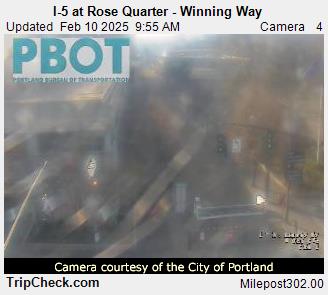 I-5 at Rose Quarter - Winning Way
Updated Feb 10 2025 9:55 AM Camera 4
PBOT
PORTLAND BUREAU OF TRANSPORTATION
Camera courtesy of the City of Portland
TripCheck.com Milepost302.00